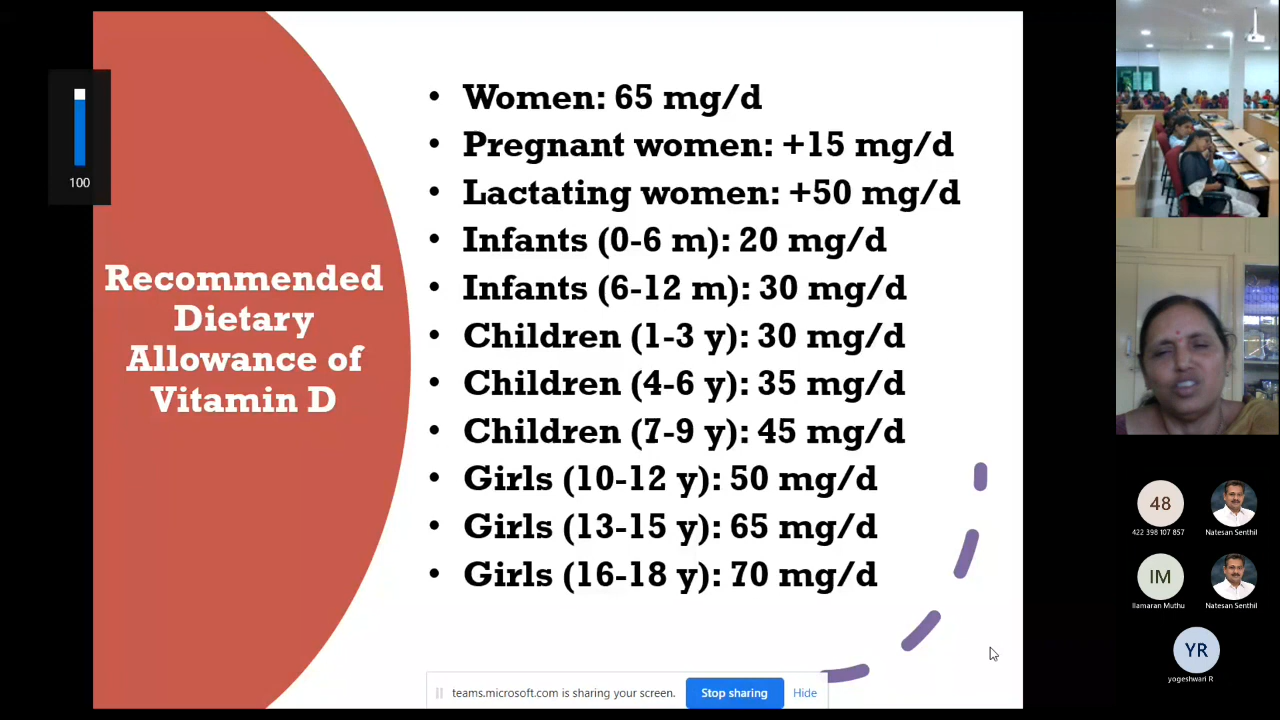 Recommended
Dietary
Allowance of
Vitamin D
• Women: 65 mg/d
• Pregnant women: +15 mg/d
• Lactating women: +50 mg/d
• Infants (0-6 m): 20 mg/d
• Infants (6-12 m): 30 mg/d
• Children (1-3 y): 30 mg/d
• Children (4-6 y): 35 mg/d
• Children (7-9 y): 45 mg/d
• Girls (10-12 y): 50 mg/d
• Girls (13-15 y): 65 mg/d
• Girls (16-18 y): 70 mg/d
100
teams.microsoft.com is sharing your screen. Stop sharing Hide
48
422 398 107 857
Natesan Senthil
IM
Ilamaran Muthu
Natesan Senthil
YR
yogeshwari R